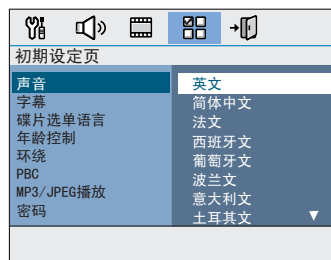 初期设定页
声音
字幕
碟片选单语言
年龄控制
环绕
PBC
MP3/JPEG播放
密码
英文
简体中文
法文
西班牙文
葡萄牙文
波兰文
意大利文
土耳其文